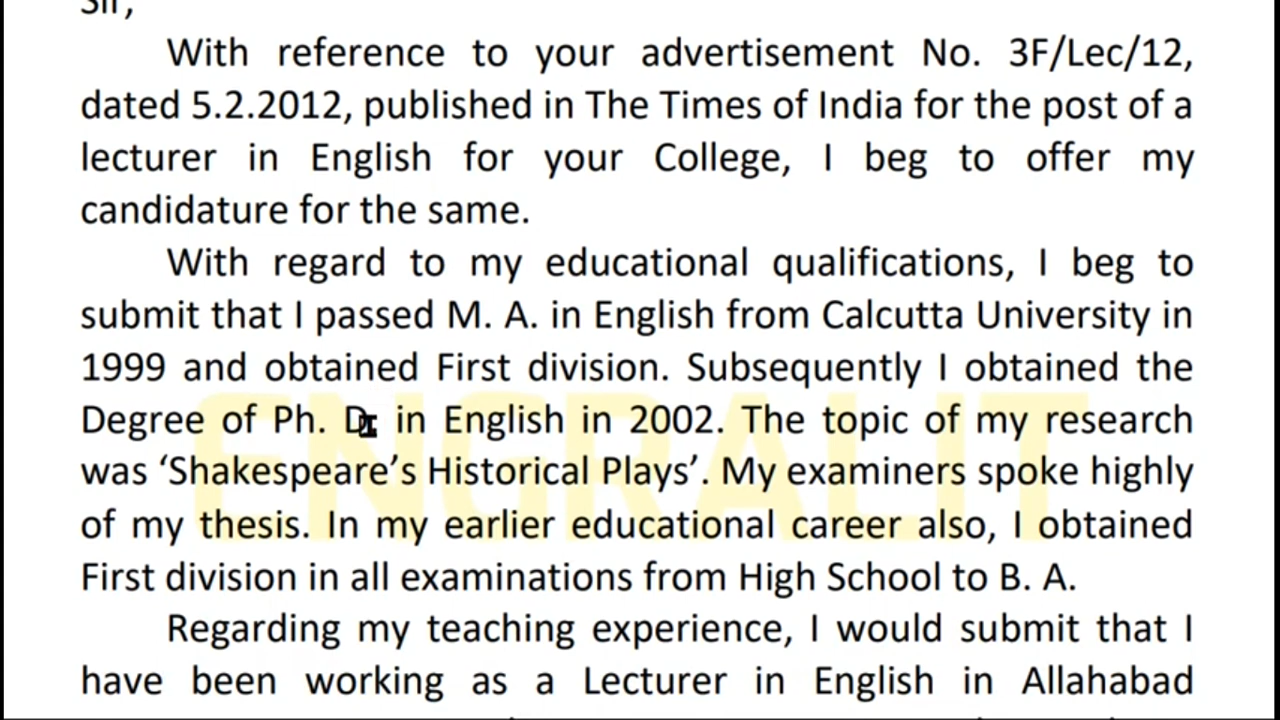 Sir,
With reference to your advertisement No. 3F/Lec/12,
dated 5.2.2012, published in The Times of India for the post of a
lecturer in English for your College, I beg to offer my
candidature for the same.
With regard to my educational qualifications, I beg to
submit that I passed M. A. in English from Calcutta University in
1999 and obtained First division. Subsequently I obtained the
Degree of Ph. D. in English in 2002. The topic of my research
was ‘Shakespeare’s Historical Plays’. My examiners spoke highly
of my thesis. In my earlier educational career also, I obtained
First division in all examinations from High School to B. A.
Regarding my teaching experience, I would submit that I
have been working as a Lecturer in English in Allahabad
ENGRALIT